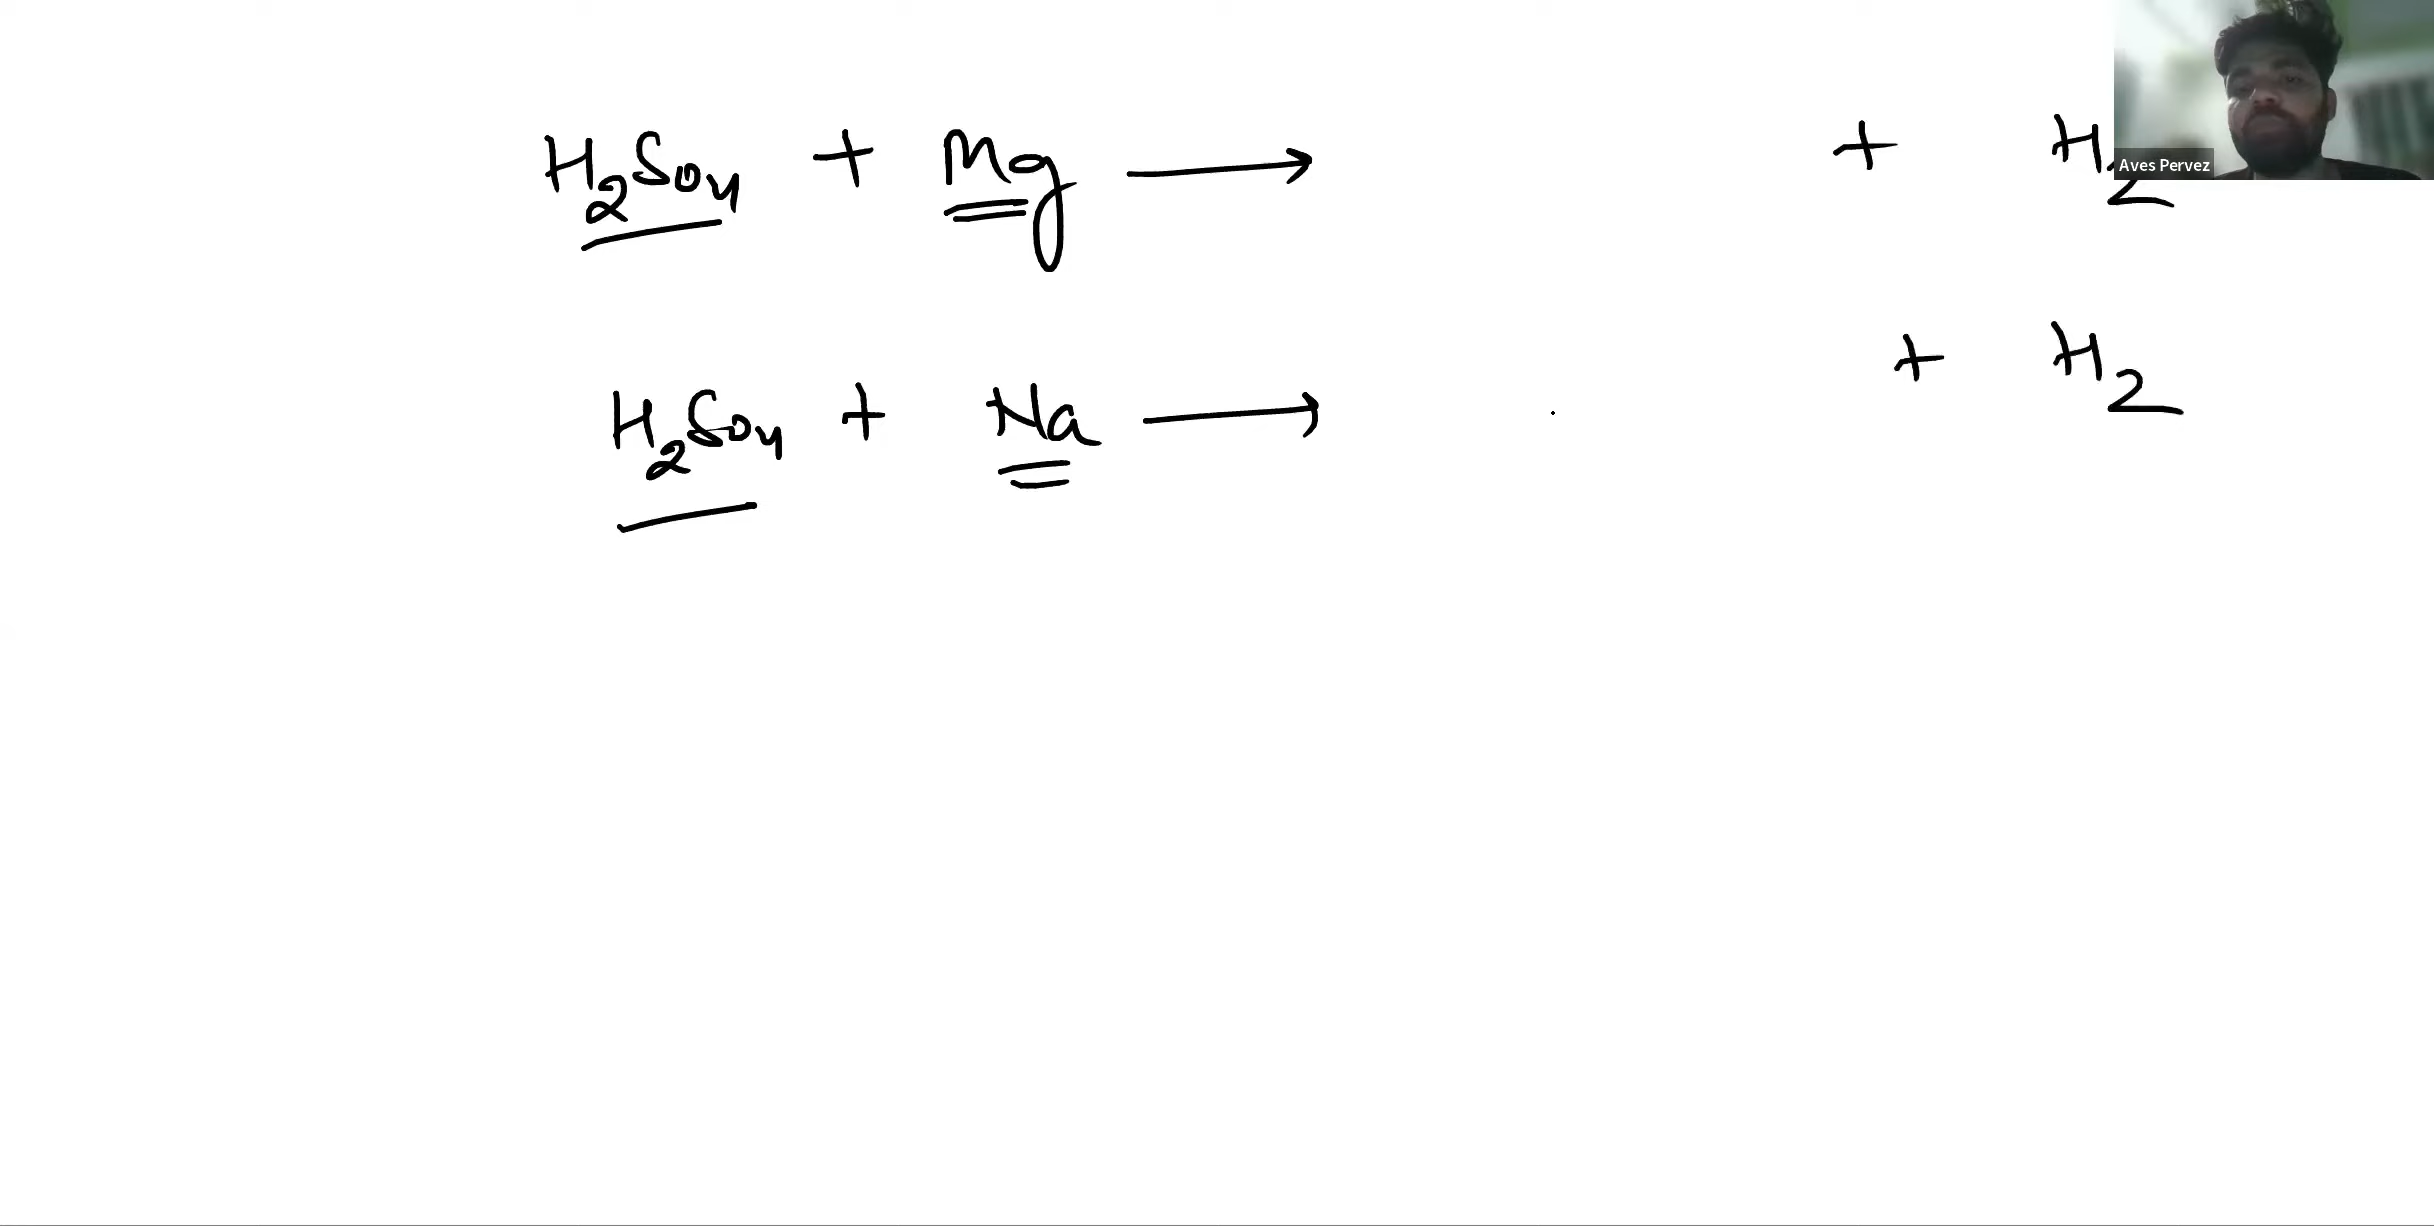 H₂SO₄ + Mg ⟶ + H₂
Aves Pervez
H₂SO₄ + Na ⟶ + H₂